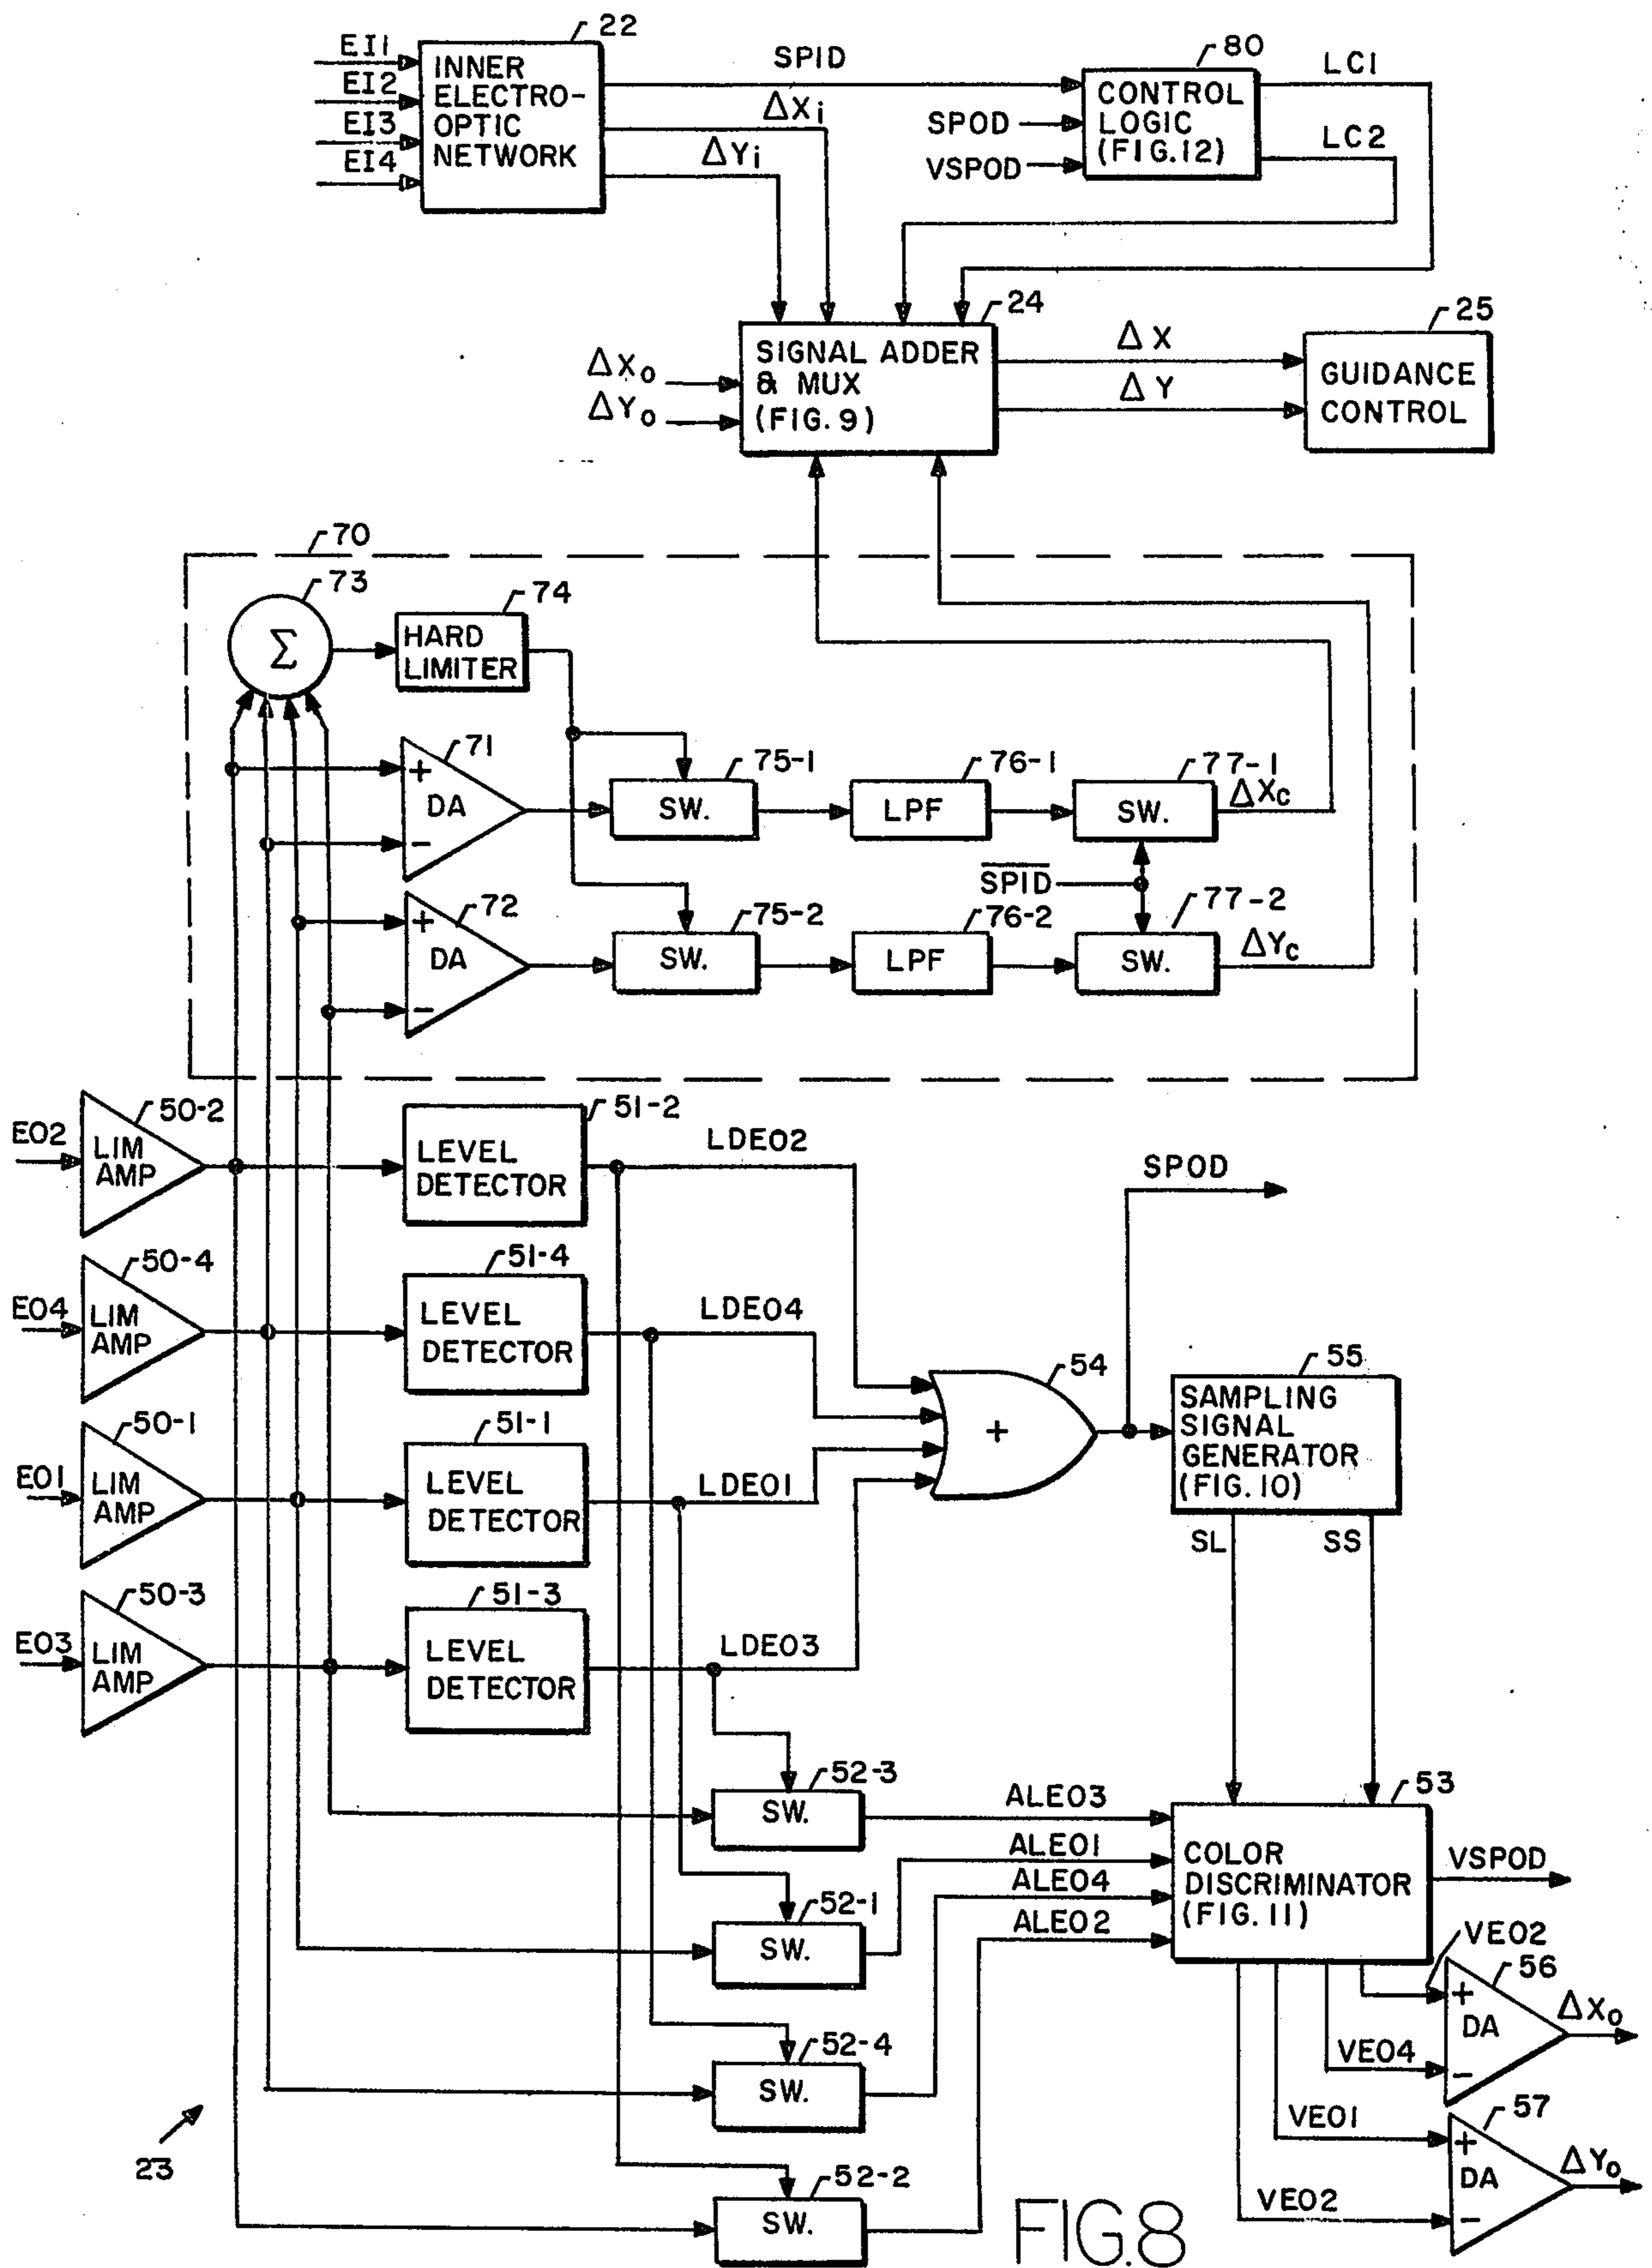 22
EI1
EI2
EI3
EI4
INNER
ELECTRO-
OPTIC
NETWORK
SPID
ΔXi
ΔYi
80
SPOD
VSPOD
CONTROL
LOGIC
(FIG.12)
LC1
LC2
24
ΔXo
ΔYo
SIGNAL ADDER
& MUX
(FIG.9)
ΔX
ΔY
25
GUIDANCE
CONTROL
70
73
Σ
74
HARD
LIMITER
71
+
DA
-
75-1
SW.
76-1
LPF
77-1
SW.
ΔXc
SPID
72
+
DA
-
75-2
SW.
76-2
LPF
77-2
SW.
ΔYc
EO2
50-2
LIM
AMP
51-2
LEVEL
DETECTOR
LDEO2
SPOD
EO4
50-4
LIM
AMP
51-4
LEVEL
DETECTOR
LDEO4
54
+
55
SAMPLING
SIGNAL
GENERATOR
(FIG.10)
SL
SS
EO1
50-1
LIM
AMP
51-1
LEVEL
DETECTOR
LDEO1
EO3
50-3
LIM
AMP
51-3
LEVEL
DETECTOR
LDEO3
52-3
SW.
ALEO3
52-1
SW.
ALEO1
52-4
SW.
ALEO4
52-2
SW.
ALEO2
53
COLOR
DISCRIMINATOR
(FIG.11)
VSPOD
VEO2
56
+
DA
-
ΔXo
VEO4
57
VEO1
+
DA
-
ΔYo
VEO2
23
FIG.8